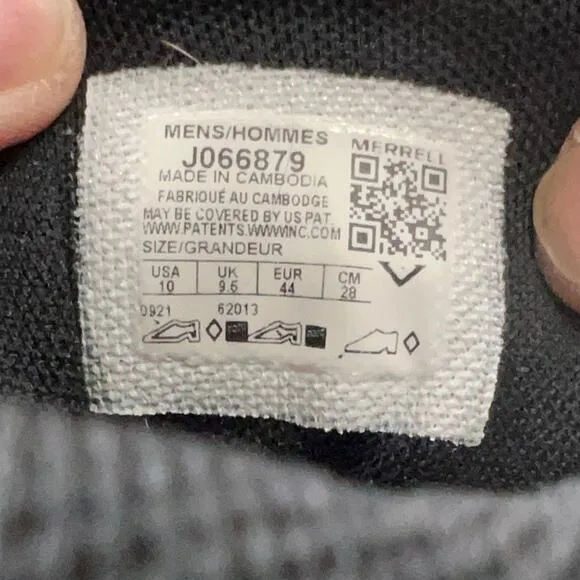 MENS/HOMMES
MERRELL
J066879
MADE IN CAMBODIA
FABRIQUÉ AU CAMBODGE
MAY BE COVERED BY US PAT.
WWW.PATENTS.WWWINC.COM
SIZE/GRANDEUR
USA UK EUR CM
10 9.5 44 28
0921 62013